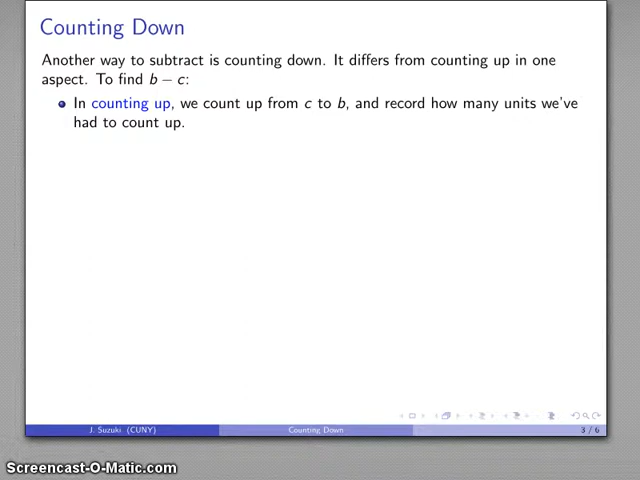 Counting Down
Another way to subtract is counting down. It differs from counting up in one
aspect. To find b − c:
In counting up, we count up from c to b, and record how many units we've
had to count up.
J. Suzuki (CUNY)
Counting Down
3 / 6
Screencast-O-Matic.com